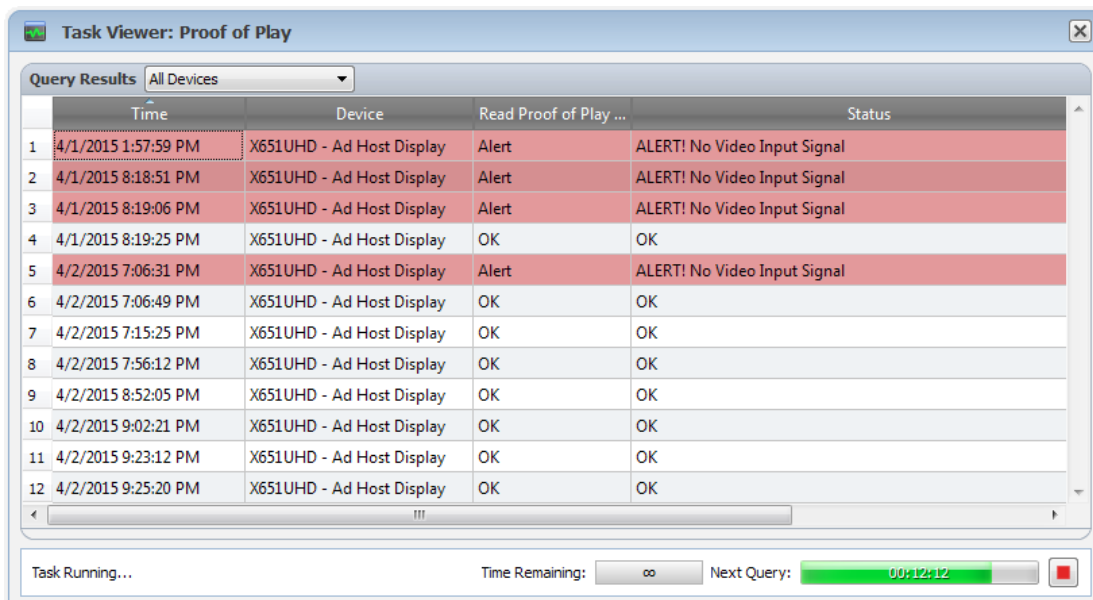 Task Viewer: Proof of Play
Query Results All Devices
Time Device Read Proof of Play ... Status
1 4/1/2015 1:57:59 PM X651UHD - Ad Host Display Alert ALERT! No Video Input Signal
2 4/1/2015 8:18:51 PM X651UHD - Ad Host Display Alert ALERT! No Video Input Signal
3 4/1/2015 8:19:06 PM X651UHD - Ad Host Display Alert ALERT! No Video Input Signal
4 4/1/2015 8:19:25 PM X651UHD - Ad Host Display OK OK
5 4/2/2015 7:06:31 PM X651UHD - Ad Host Display Alert ALERT! No Video Input Signal
6 4/2/2015 7:06:49 PM X651UHD - Ad Host Display OK OK
7 4/2/2015 7:15:25 PM X651UHD - Ad Host Display OK OK
8 4/2/2015 7:56:12 PM X651UHD - Ad Host Display OK OK
9 4/2/2015 8:52:05 PM X651UHD - Ad Host Display OK OK
10 4/2/2015 9:02:21 PM X651UHD - Ad Host Display OK OK
11 4/2/2015 9:23:12 PM X651UHD - Ad Host Display OK OK
12 4/2/2015 9:25:20 PM X651UHD - Ad Host Display OK OK
Task Running... Time Remaining: ∞ Next Query: 00:12:12